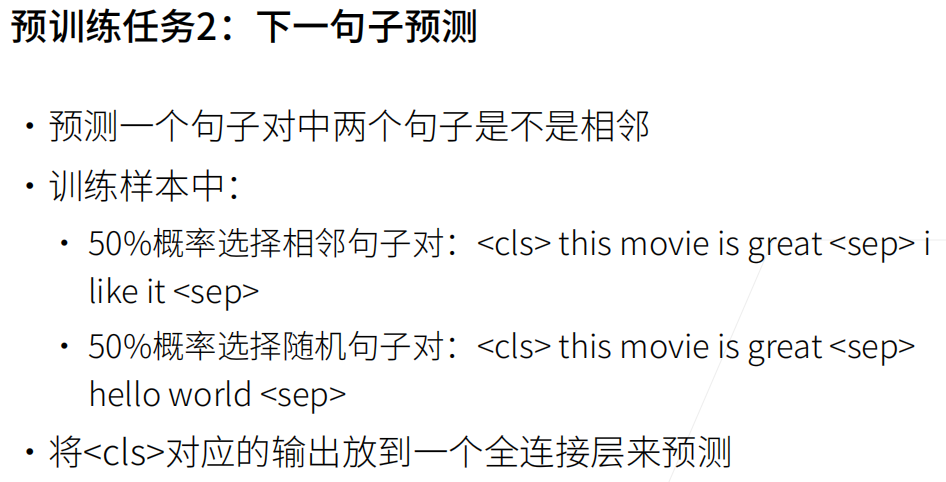 预训练任务2：下一句子预测
• 预测一个句子对中两个句子是不是相邻
• 训练样本中：
• 50%概率选择相邻句子对：<cls> this movie is great <sep> i
like it <sep>
• 50%概率选择随机句子对：<cls> this movie is great <sep>
hello world <sep>
• 将<cls>对应的输出放到一个全连接层来预测